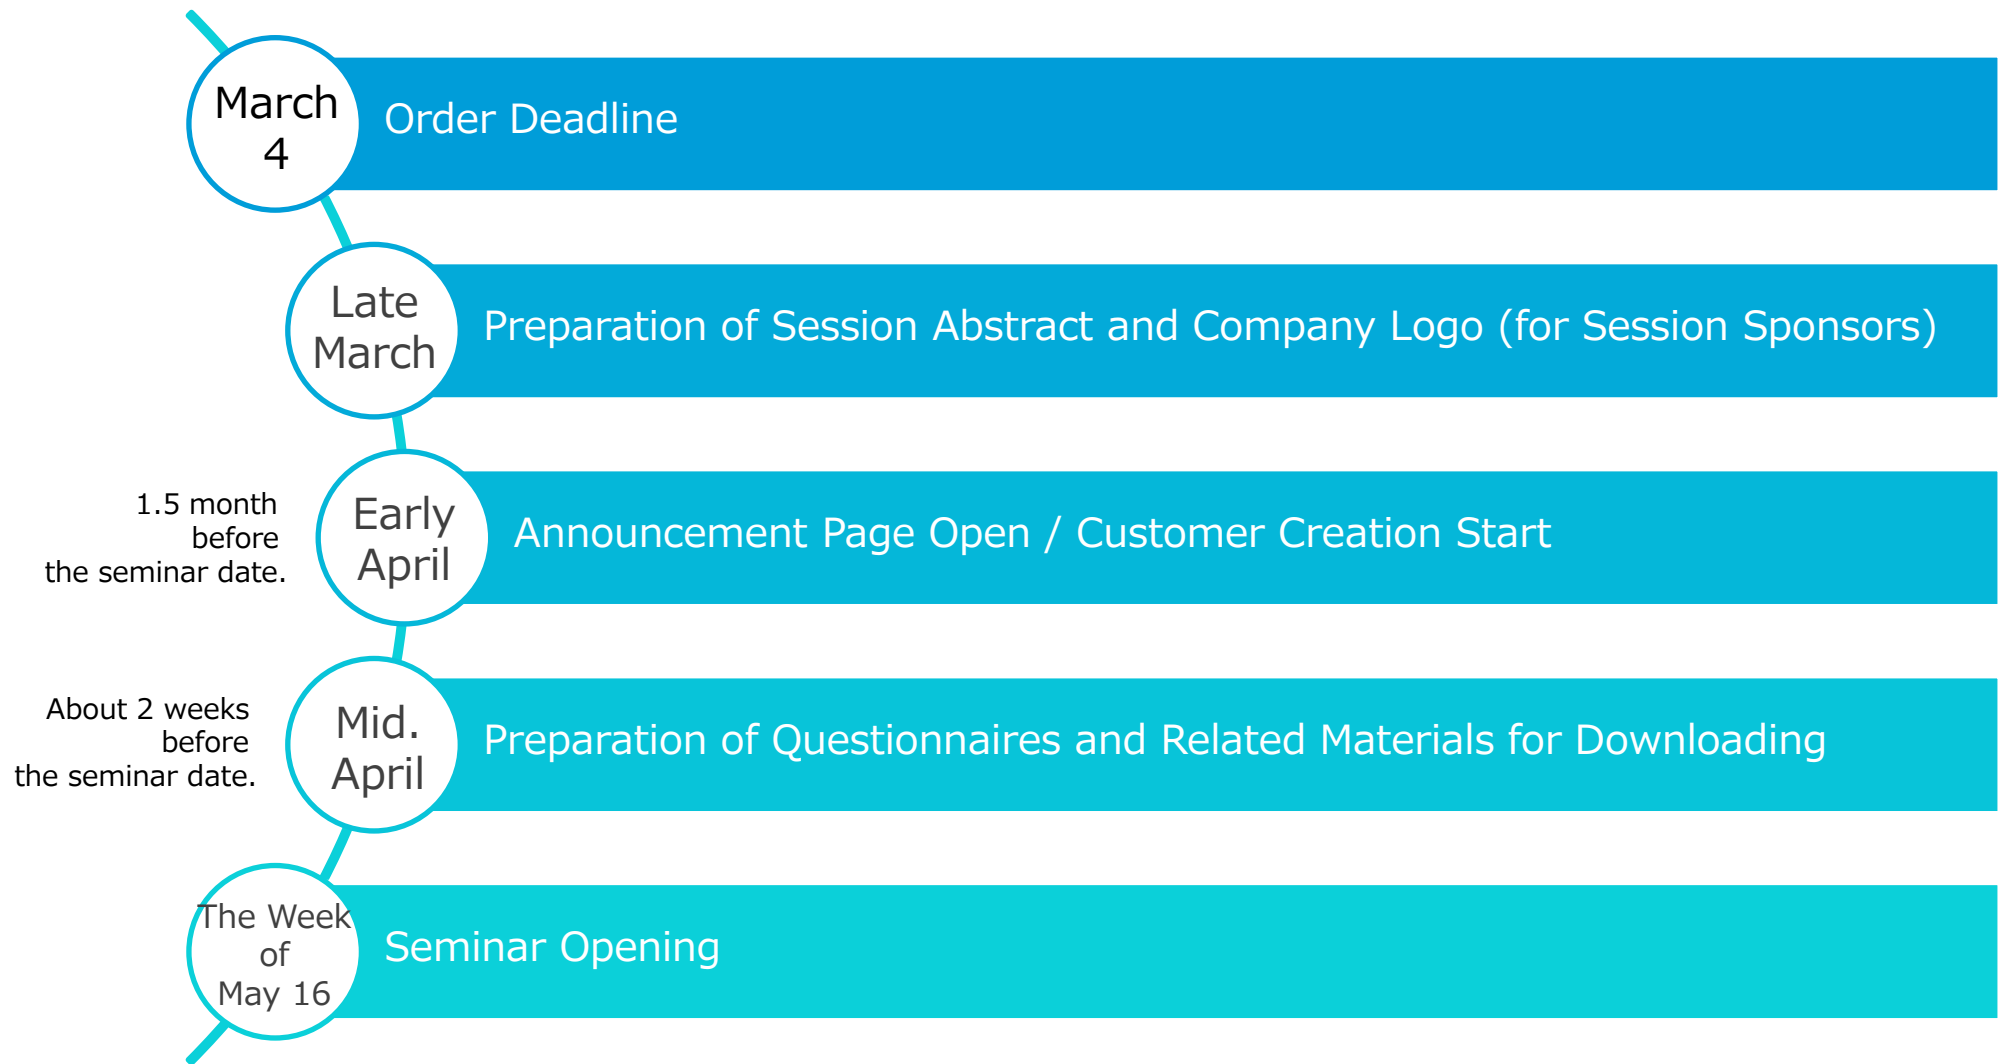 March
4
Order Deadline
Late
March
Preparation of Session Abstract and Company Logo (for Session Sponsors)
1.5 month
before
the seminar date.
Early
April
Announcement Page Open / Customer Creation Start
About 2 weeks
before
the seminar date.
Mid.
April
Preparation of Questionnaires and Related Materials for Downloading
The Week
of
May 16
Seminar Opening